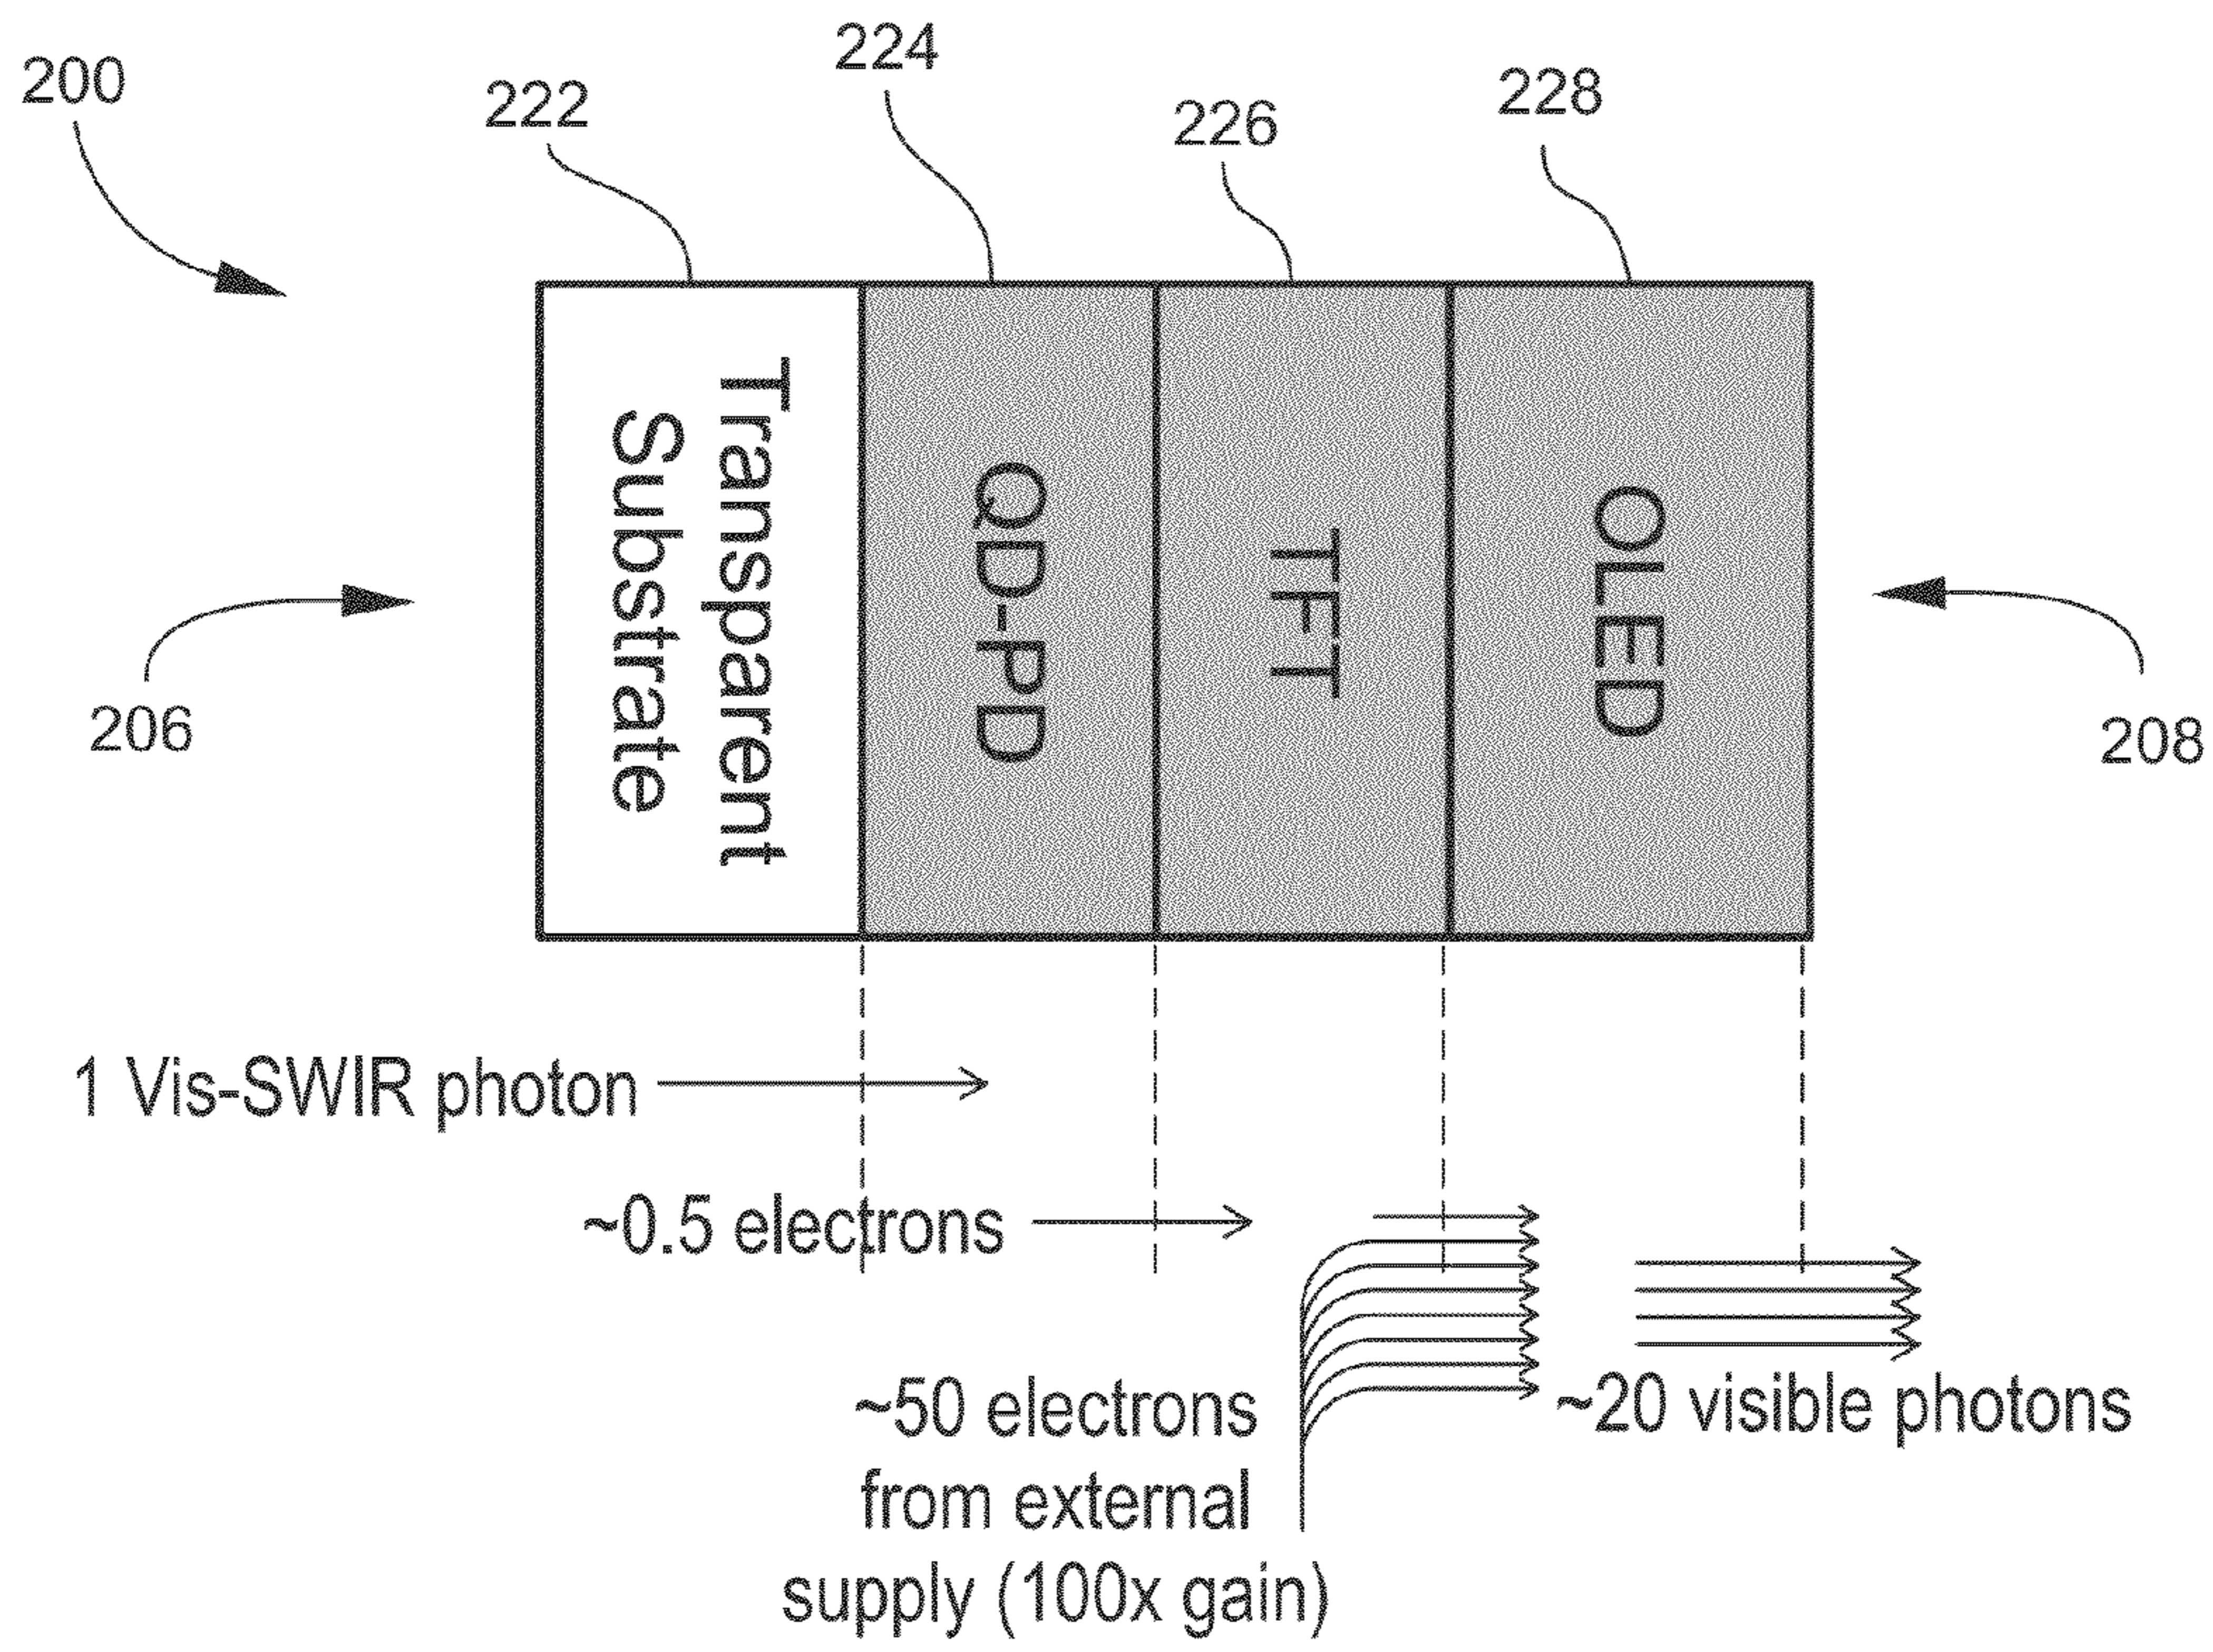 200
222
224
226
228
Transparent
Substrate
QD-PD
TFT
OLED
206
208
1 Vis-SWIR photon
~0.5 electrons
~50 electrons
from external
supply (100x gain)
~20 visible photons